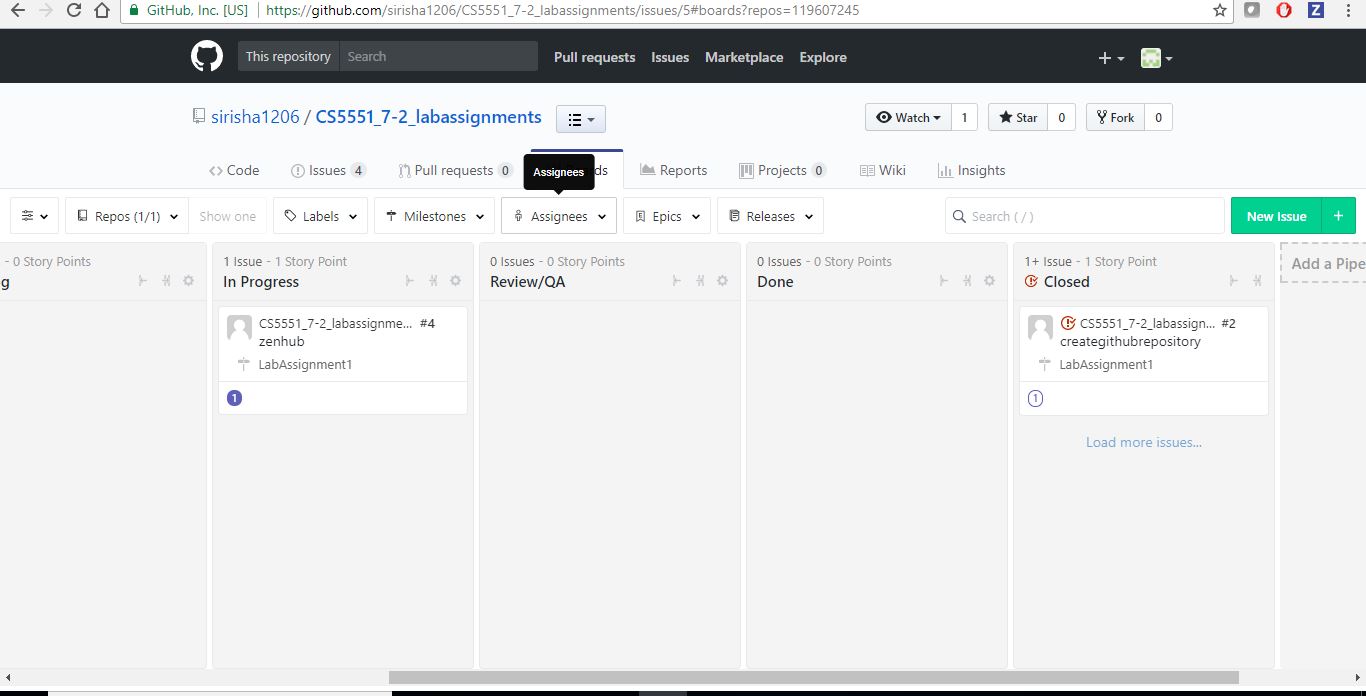 GitHub, Inc. [US] https://github.com/sirisha1206/CS5551_7-2_labassignments/issues/5#boards?repos=119607245
This repository Search Pull requests Issues Marketplace Explore
sirisha1206 / CS5551_7-2_labassignments Watch 1 Star 0 Fork 0
Code Issues 4 Pull requests 0 Reports Projects 0 Wiki Insights
Assignees
Repos (1/1) Show one Labels Milestones Assignees Epics Releases Search ( / ) New Issue +
- 0 Story Points
g
1 Issue - 1 Story Point
In Progress
CS5551_7-2_labassignme... #4
zenhub
LabAssignment1
1
0 Issues - 0 Story Points
Review/QA
0 Issues - 0 Story Points
Done
1+ Issue - 1 Story Point
Closed
CS5551_7-2_labassign... #2
creategithubrepository
LabAssignment1
1
Load more issues...
Add a Pipe